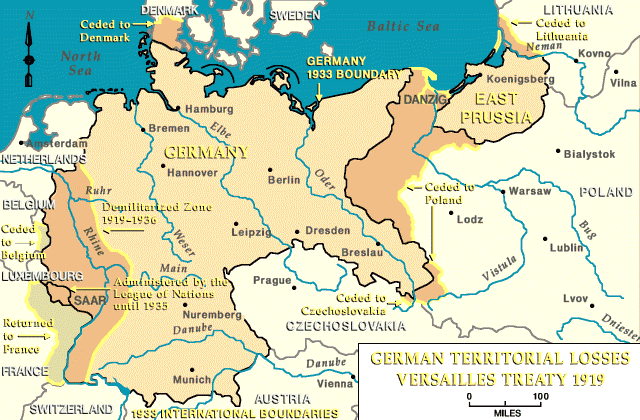 DENMARK
SWEDEN
LITHUANIA
Ceded to
Denmark
Baltic Sea
Ceded to
Lithuania
N
North
Sea
GERMANY
1933 BOUNDARY
Neman
Kovno
Koenigsberg
Vilna
DANZIG
EAST
PRUSSIA
Hamburg
Bremen
Elbe
Amsterdam
NETHERLANDS
GERMANY
Hannover
Berlin
Oder
Bialystok
Ruhr
Ceded to
Poland
Warsaw
POLAND
BELGIUM
Demilitarized Zone
1919-1936
Lodz
Bug
Ceded
to
Belgium
Rhine
Weser
Leipzig
Dresden
Breslau
Lublin
LUXEMBOURG
Main
Vistula
Administered by the
League of Nations
until 1935
SAAR
Prague
Ceded to
Czechoslovakia
Lvov
Returned
to France
Nuremberg
Danube
CZECHOSLOVAKIA
Dniester
FRANCE
Munich
Danube
Vienna
AUSTRIA
SWITZERLAND
1933 INTERNATIONAL BOUNDARIES
GERMAN TERRITORIAL LOSSES
VERSAILLES TREATY 1919
0 100
MILES